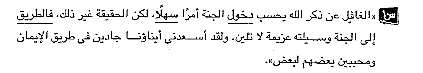 س١ «الغافل عن ذكر الله يحسب دخول الجنة أمرًا سهلًا، لكن الحقيقة غير ذلك، فالطريق
إلى الجنة وسيلته عزيمة لا تلين. ولقد أسعدني أبناؤنا جادين في طريق الإيمان
ومحبين بعضهم لبعض».